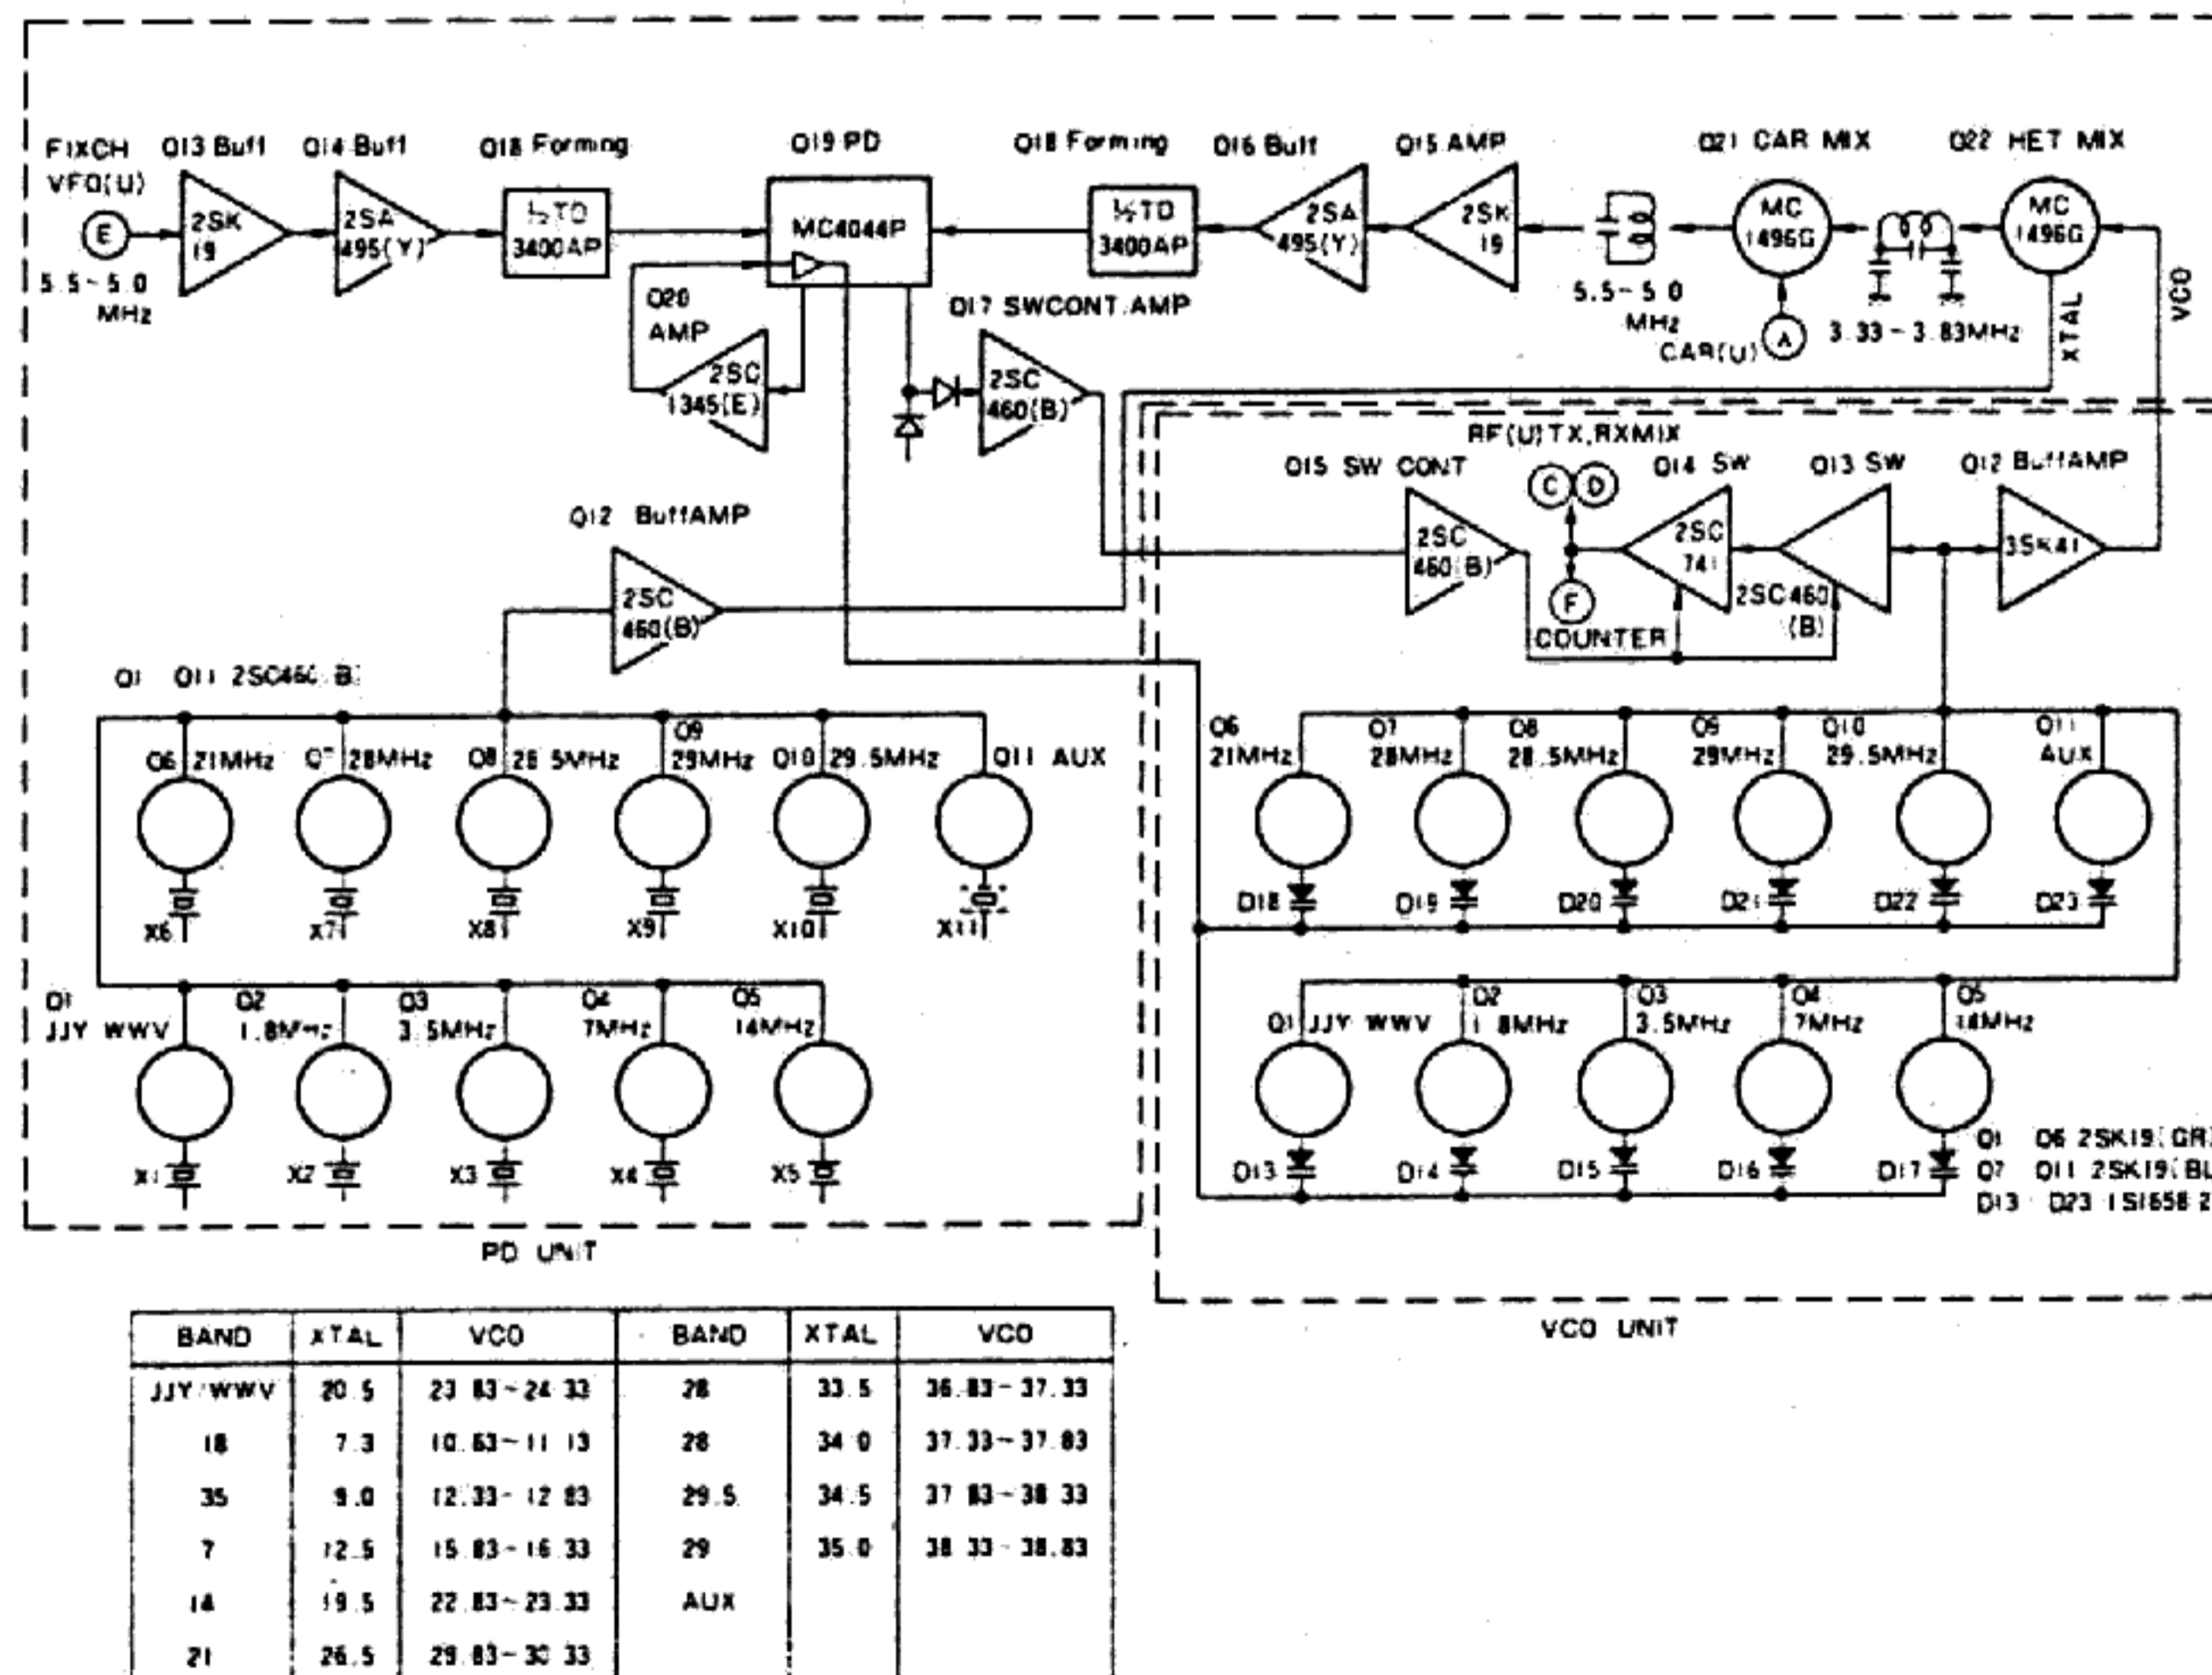 FIXCH
VFO(U)
E
5.5-5.0
MHz
Q13 Buff
2SK
19
Q14 Buff
2SA
495(Y)
Q18 Forming
½TD
3400AP
Q19 PD
MC4044P
Q18 Forming
½TD
3400AP
Q16 Buff
2SA
495(Y)
Q15 AMP
2SK
19
5.5-5.0
MHz
Q21 CAR MIX
MC
1496G
CAR(U) A
Q22 HET MIX
MC
1496G
3.33-3.83MHz
XTAL
VCO
Q20
AMP
2SC
1345(E)
Q17 SWCONT.AMP
2SC
460(B)
Q12 BuffAMP
2SC
460(B)
RF(U)TX,RXMIX
Q15 SW CONT
2SC
460(B)
C D
F
COUNTER
Q14 SW
2SC
741
Q13 SW
2SC460
(B)
Q12 BuffAMP
3SK41
Q1 Q11 2SC460 B
Q6 21MHz
Q7 28MHz
Q8 28 5MHz
Q9
29MHz
Q10 29.5MHz
Q11 AUX
X6 X7 X8 X9 X10 X11
Q1
JJY WWV
Q2
1.8MHz
Q3
3.5MHz
Q4
7MHz
Q5
14MHz
X1 X2 X3 X4 X5
PD UNIT
Q6
21MHz
Q7
28MHz
Q8
28.5MHz
Q9
29MHz
Q10
29.5MHz
Q11
AUX
D18 D19 D20 D21 D22 D23
Q1 JJY WWV
Q2
1 8MHz
Q3
3.5MHz
Q4
7MHz
Q5
14MHz
D13 D14 D15 D16 D17
Q1 Q6 2SK19(GR)
Q7 Q11 2SK19(BL
D13 D23 1S1658 2
VCO UNIT
BAND XTAL VCO BAND XTAL VCO
JJY WWV 20 5 23 83-24 33 28 33.5 36.83-37.33
18 7.3 10.63-11 13 28 34 0 37.33-37.83
35 9.0 12.33-12 83 29.5 34.5 37 83-38 33
7 12.5 15 83-16 33 29 35.0 38 33-38.83
14 19.5 22.83-23.33 AUX
21 26.5 29.83-30 33